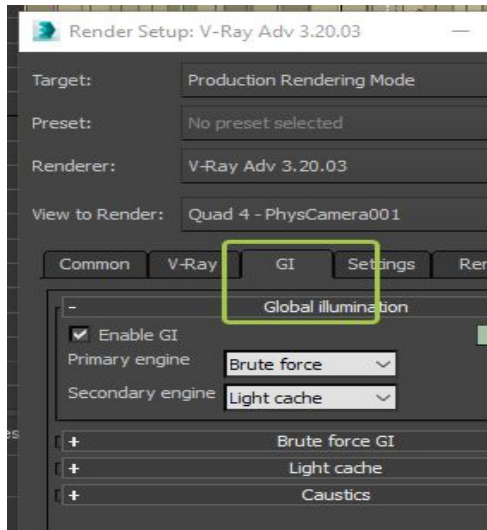 Render Setup: V-Ray Adv 3.20.03
Target: Production Rendering Mode
Preset: No preset selected
Renderer: V-Ray Adv 3.20.03
View to Render: Quad 4 - PhysCamera001
Common V-Ray GI Settings Rer
- Global illumination
Enable GI
Primary engine Brute force
Secondary engine Light cache
+ Brute force GI
+ Light cache
+ Caustics
es